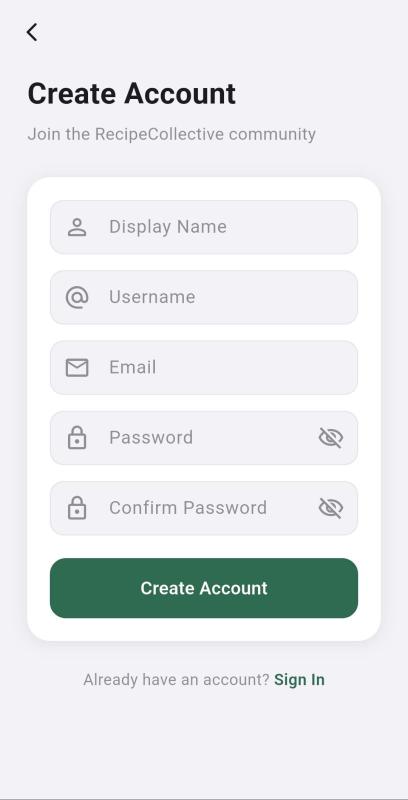 Create Account
Join the RecipeCollective community
Display Name
Username
Email
Password
Confirm Password
Create Account
Already have an account? Sign In